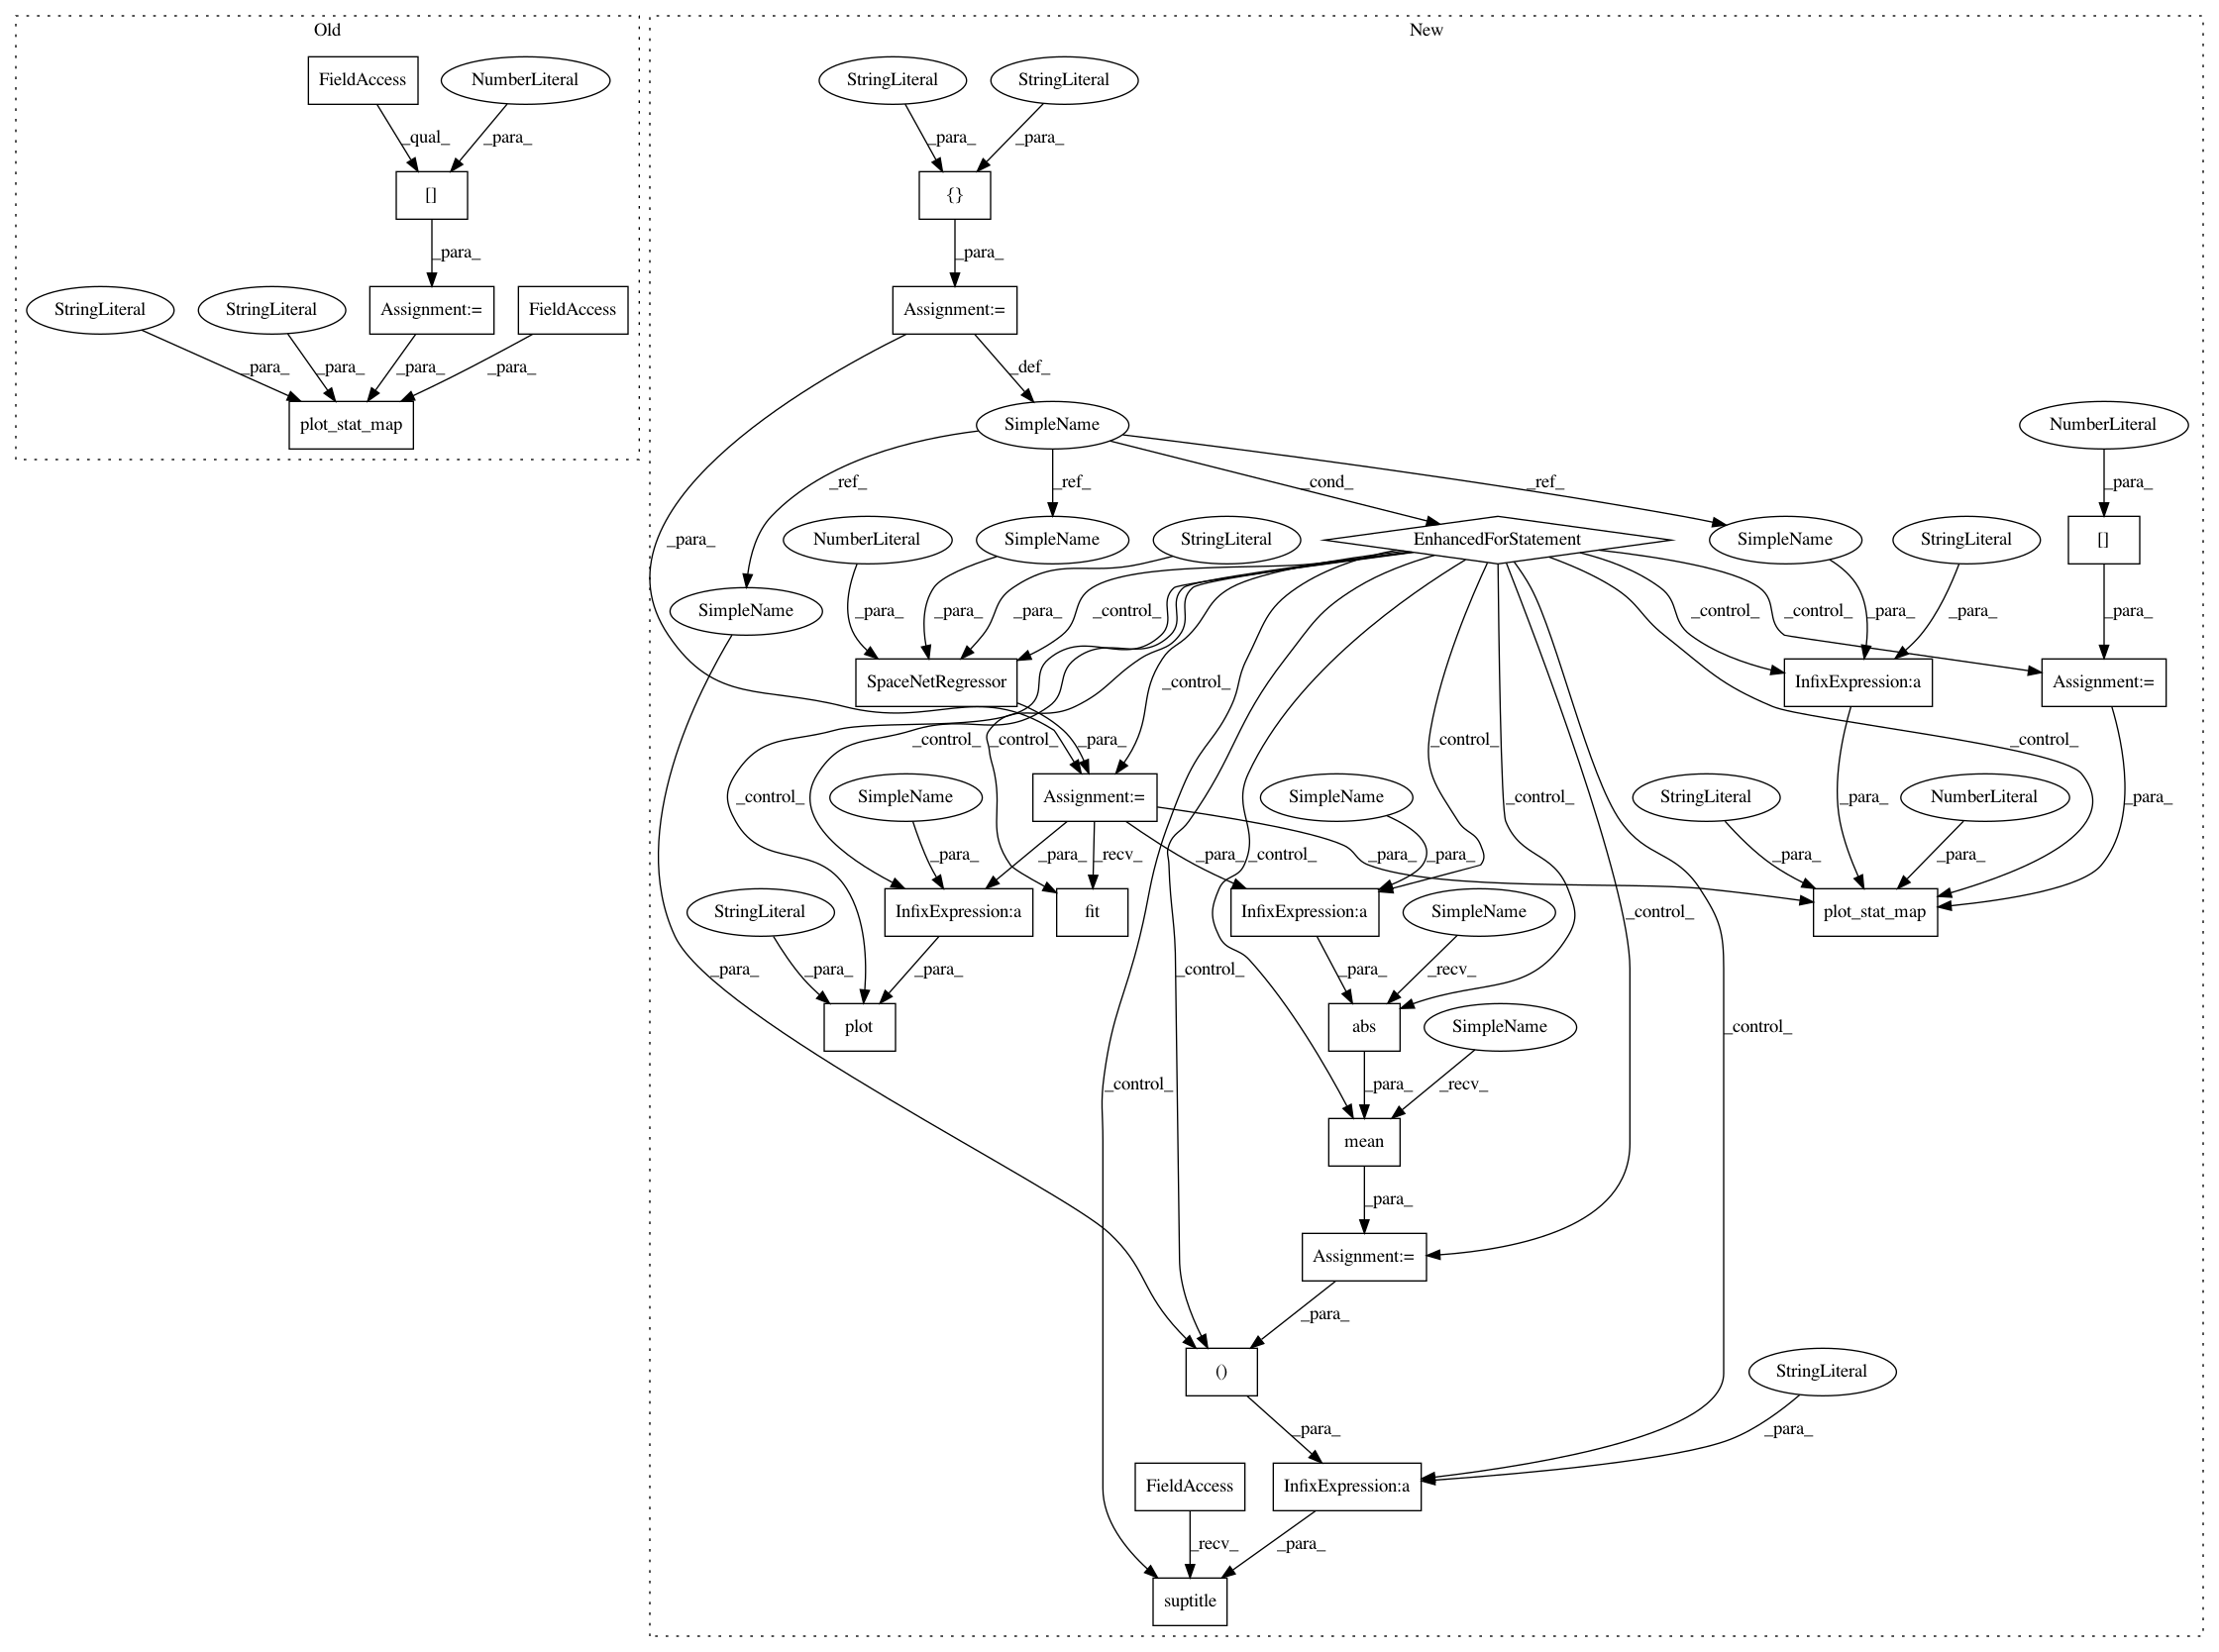 Old
New
FieldAccess
NumberLiteral
StringLiteral
StringLiteral
_qual_
_para_
_para_
_para_
[]
{}
_para_
_para_
StringLiteral
StringLiteral
Assignment:=
FieldAccess
Assignment:=
_para_
_para_
_para_
_para_
_def_
plot_stat_map
SimpleName
NumberLiteral
_ref_
_ref_
_cond_
_ref_
_para_
_para_
NumberLiteral
SimpleName
StringLiteral
EnhancedForStatement
SimpleName
StringLiteral
[]
SimpleName
_para_
_para_
_para_
_control_
_control_
_control_
_para_
_para_
_para_
SpaceNetRegressor
_control_
InfixExpression:a
Assignment:=
_control_
_control_
_para_
_control_
_control_
_control_
SimpleName
Assignment:=
SimpleName
StringLiteral
NumberLiteral
_control_
_para_
_para_
_para_
_para_
_recv_
_para_
_control_
_para_
_para_
_para_
_para_
StringLiteral
InfixExpression:a
fit
InfixExpression:a
SimpleName
_control_
plot_stat_map
_para_
_para_
_para_
_control_
_para_
_recv_
plot
abs
SimpleName
_control_
_control_
_para_
_recv_
mean
_para_
Assignment:=
_para_
()
StringLiteral
_para_
_para_
FieldAccess
InfixExpression:a
_recv_
_para_
suptitle